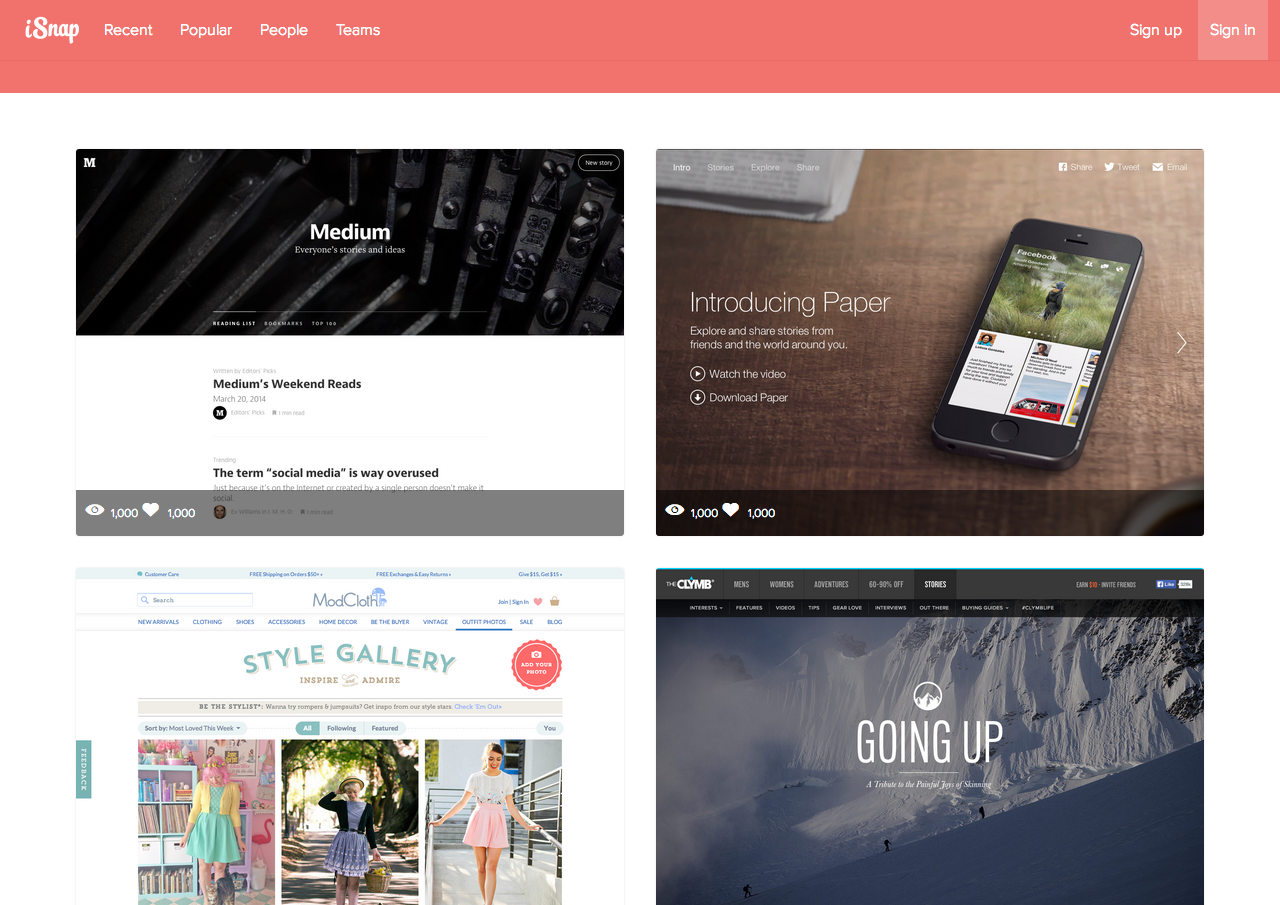 iSnap Recent Popular People Teams Sign up Sign in
M New story
Medium
Everyone's stories and ideas
READING LIST BOOKMARKS TOP 100
Written by Editors' Picks
Medium's Weekend Reads
March 20, 2014
M Editors' Picks 1 min read
Trending
The term "social media" is way overused
Just because it's on the Internet or created by a single person doesn't make it
social.
1 min read
1,000 1,000
Intro Stories Explore Share Share Tweet Email
Facebook
Introducing Paper
Explore and share stories from
friends and the world around you.
Watch the video
Download Paper
1,000 1,000
Customer Care FREE Shipping on Orders $50+ FREE Exchanges & Easy Returns Give $15, Get $15
Search ModCloth Join | Sign In
NEW ARRIVALS CLOTHING SHOES ACCESSORIES HOME DECOR BE THE BUYER VINTAGE OUTFIT PHOTOS SALE BLOG
STYLE GALLERY
INSPIRE and ADMIRE
ADD YOUR
PHOTO
BE THE STYLIST*: Wanna try rompers & jumpsuits? Get inspo from our style stars. Check 'Em Out»
Sort by: Most Loved This Week All Following Featured You
FEEDBACK
THE CLYMB MENS WOMENS ADVENTURES 60-90% OFF STORIES EARN $10 - INVITE FRIENDS Like
INTERESTS FEATURES VIDEOS TIPS GEAR LOVE INTERVIEWS OUT THERE BUYING GUIDES #CLYMBLIFE
GOING UP
A Tribute to the Painful Joys of Skinning